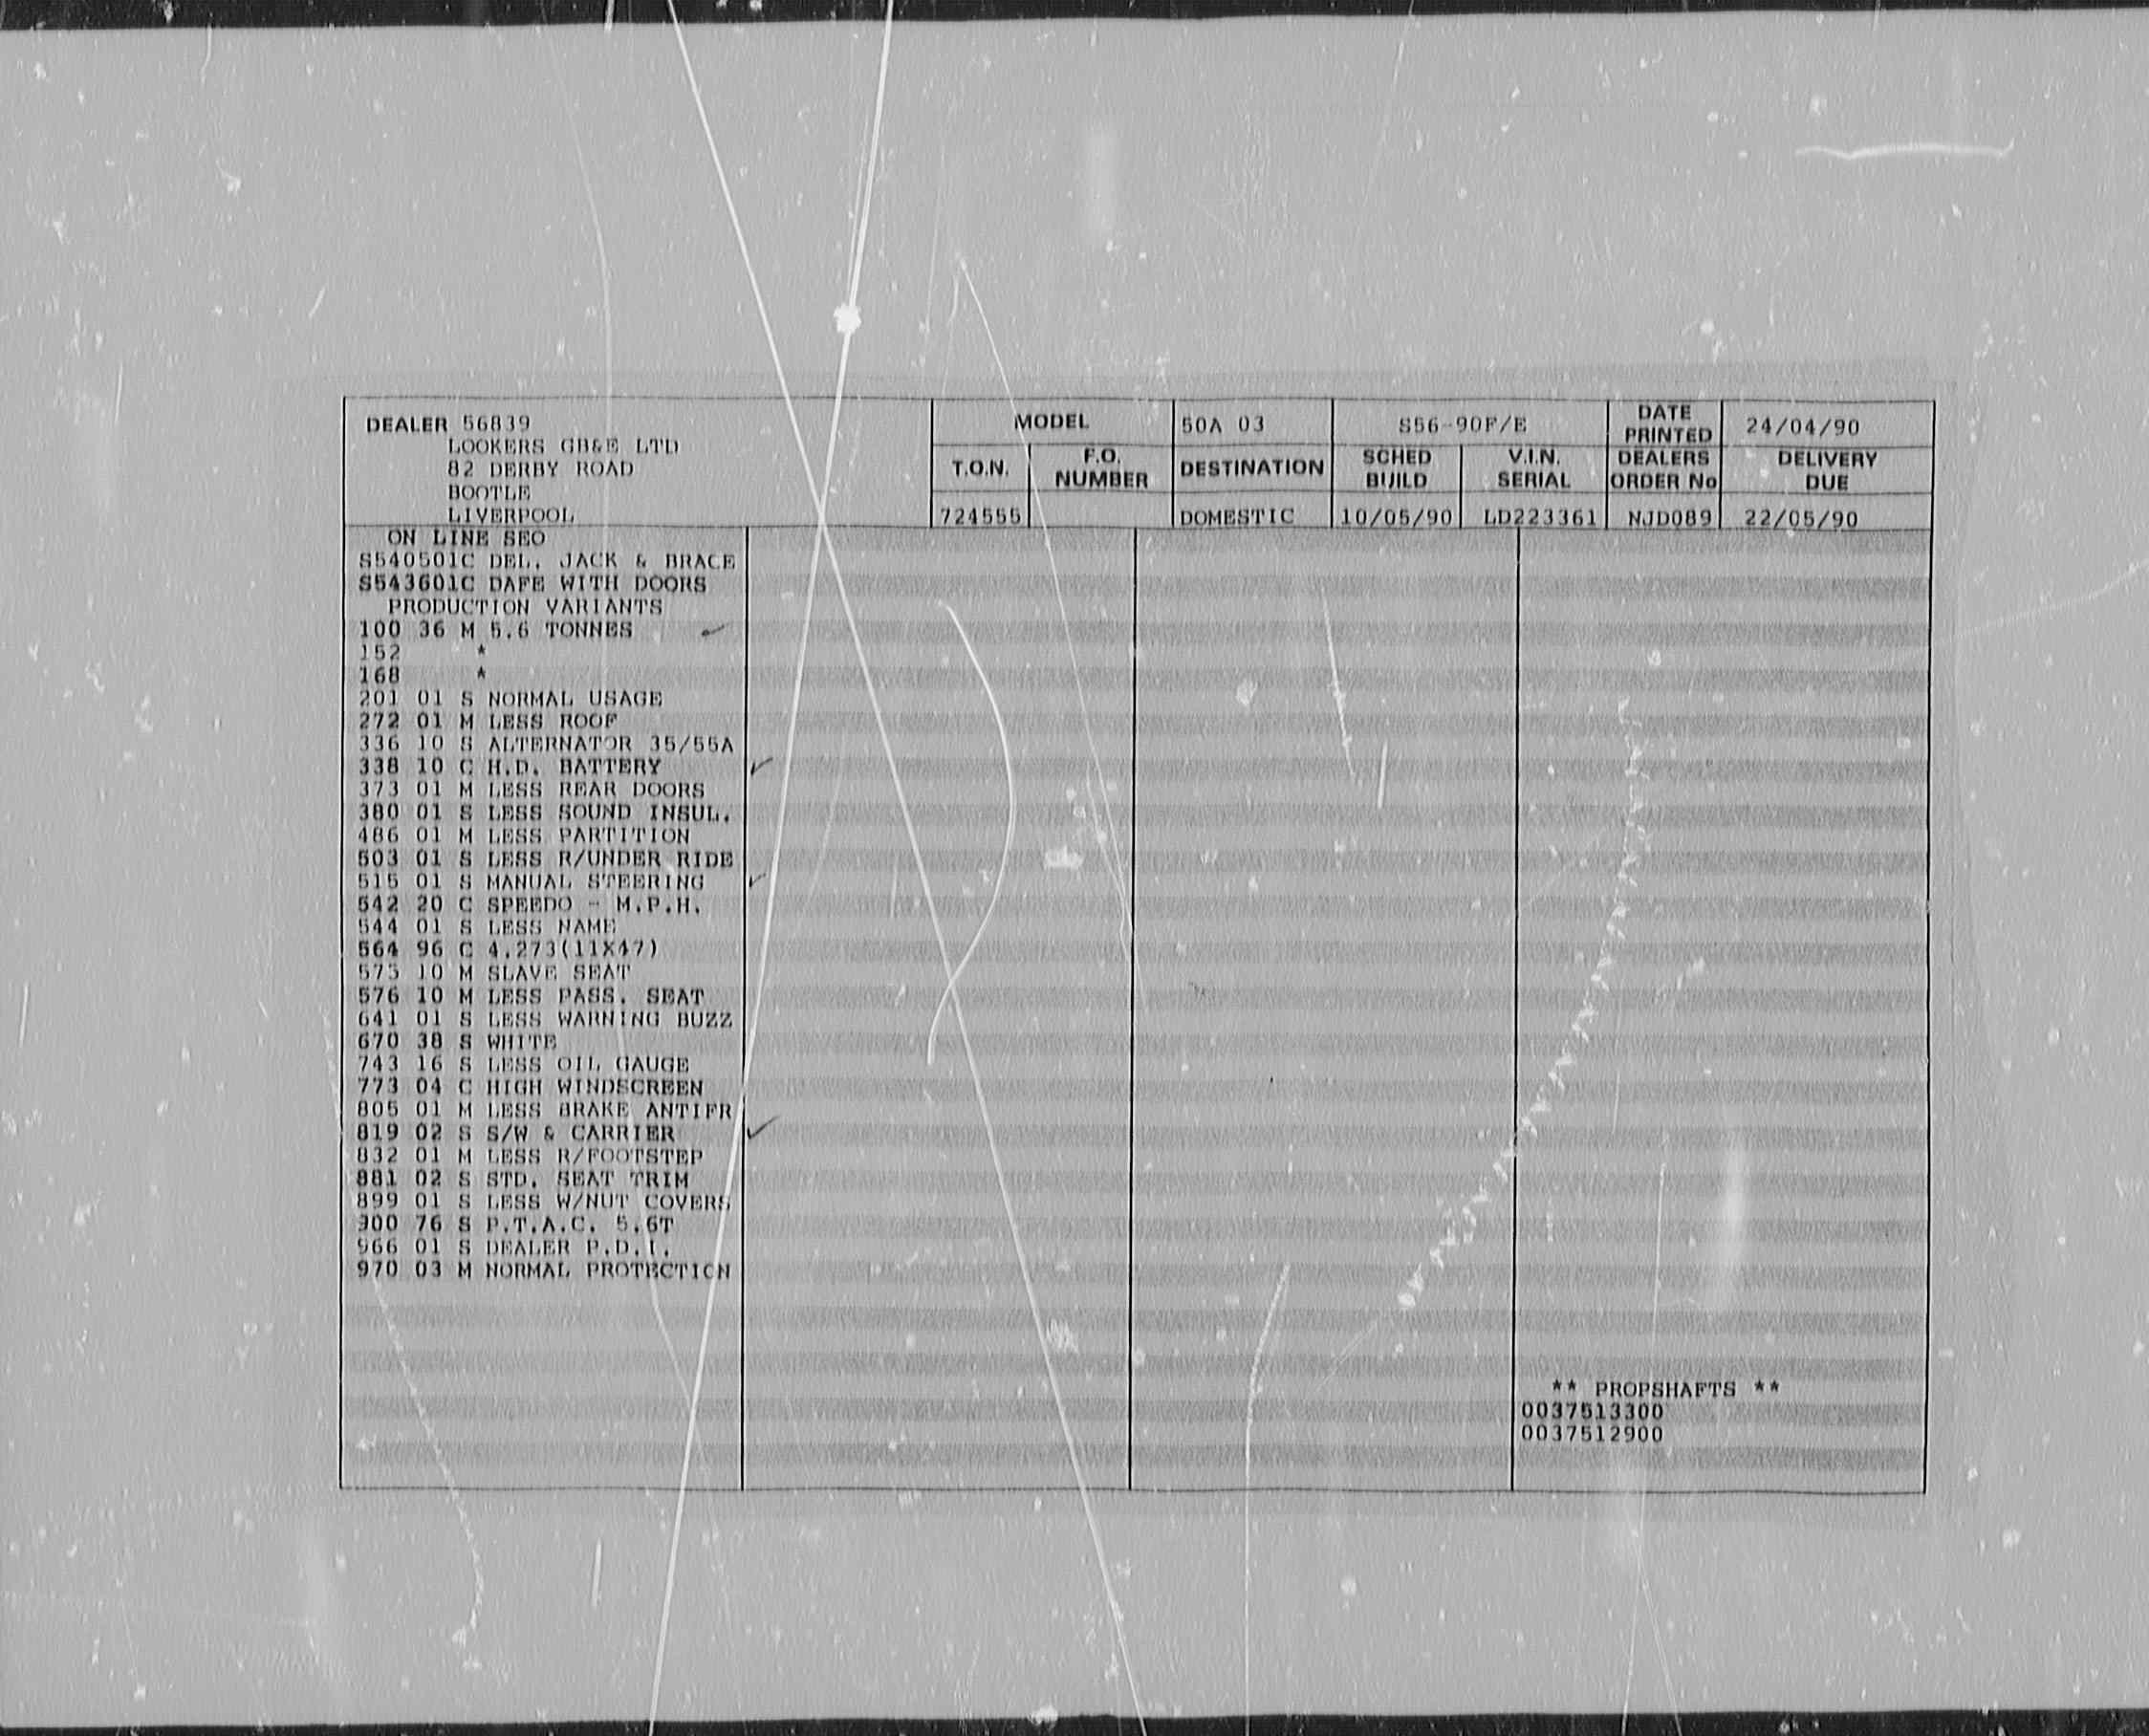 DEALER 56839
LOOKERS GB&E LTD
82 DERBY ROAD
BOOTLE
LIVERPOOL
MODEL 50A 03 S56-90F/E DATE PRINTED 24/04/90
T.O.N. F.O. NUMBER DESTINATION SCHED BUILD V.I.N. SERIAL DEALERS ORDER No DELIVERY DUE
724555 DOMESTIC 10/05/90 LD223361 NJD089 22/05/90
ON LINE SEO
S540501C DEL. JACK & BRACE
S543601C DAFE WITH DOORS
PRODUCTION VARIANTS
100 36 M 5.6 TONNES
152 *
168 *
201 01 S NORMAL USAGE
272 01 M LESS ROOF
336 10 S ALTERNATOR 35/55A
338 10 C H.D. BATTERY
373 01 M LESS REAR DOORS
380 01 S LESS SOUND INSUL.
486 01 M LESS PARTITION
503 01 S LESS R/UNDER RIDE
515 01 S MANUAL STEERING
542 20 C SPEEDO - M.P.H.
544 01 S LESS NAME
564 96 C 4.273(11X47)
575 10 M SLAVE SEAT
576 10 M LESS PASS. SEAT
641 01 S LESS WARNING BUZZ
670 38 S WHITE
743 16 S LESS OIL GAUGE
773 04 C HIGH WINDSCREEN
805 01 M LESS BRAKE ANTIFR
819 02 S S/W & CARRIER
832 01 M LESS R/FOOTSTEP
881 02 S STD. SEAT TRIM
899 01 S LESS W/NUT COVERS
900 76 S P.T.A.C. 5.6T
966 01 S DEALER P.D.I.
970 03 M NORMAL PROTECTION
** PROPSHAFTS **
0037513300
0037512900